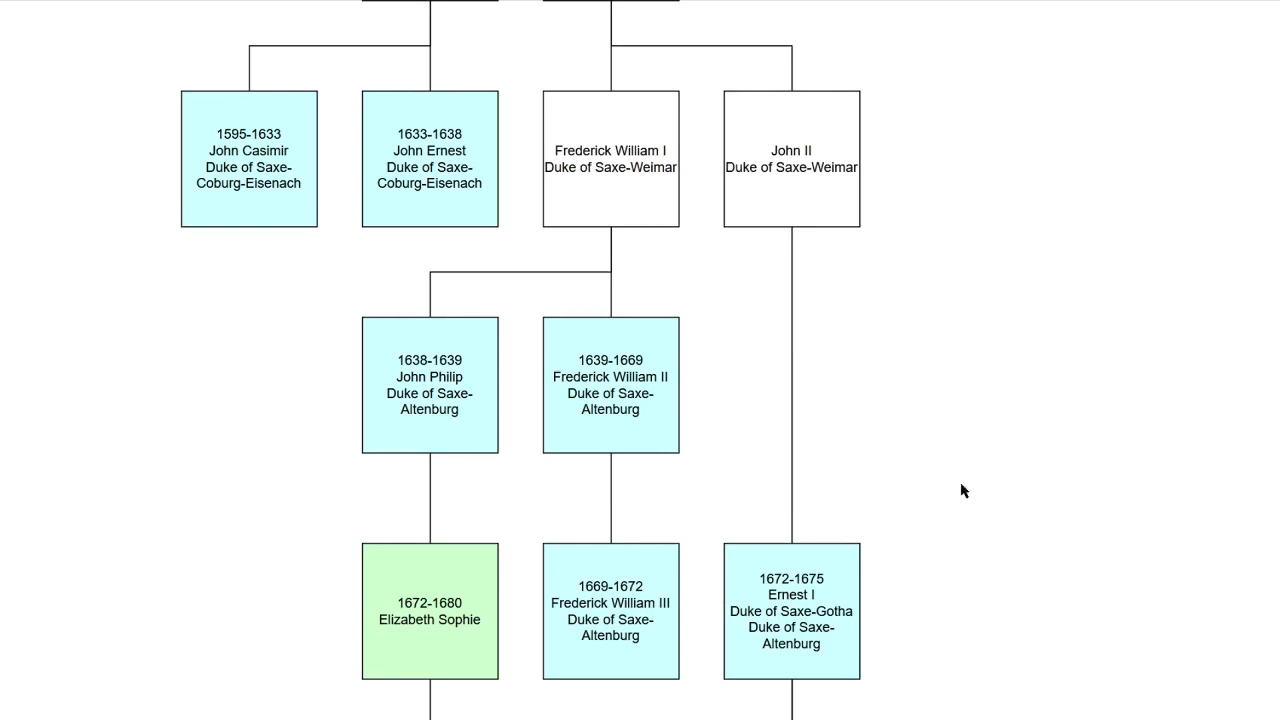 1595-1633
John Casimir
Duke of Saxe-
Coburg-Eisenach
1633-1638
John Ernest
Duke of Saxe-
Coburg-Eisenach
Frederick William I
Duke of Saxe-Weimar
John II
Duke of Saxe-Weimar
1638-1639
John Philip
Duke of Saxe-
Altenburg
1639-1669
Frederick William II
Duke of Saxe-
Altenburg
1672-1680
Elizabeth Sophie
1669-1672
Frederick William III
Duke of Saxe-
Altenburg
1672-1675
Ernest I
Duke of Saxe-Gotha
Duke of Saxe-
Altenburg